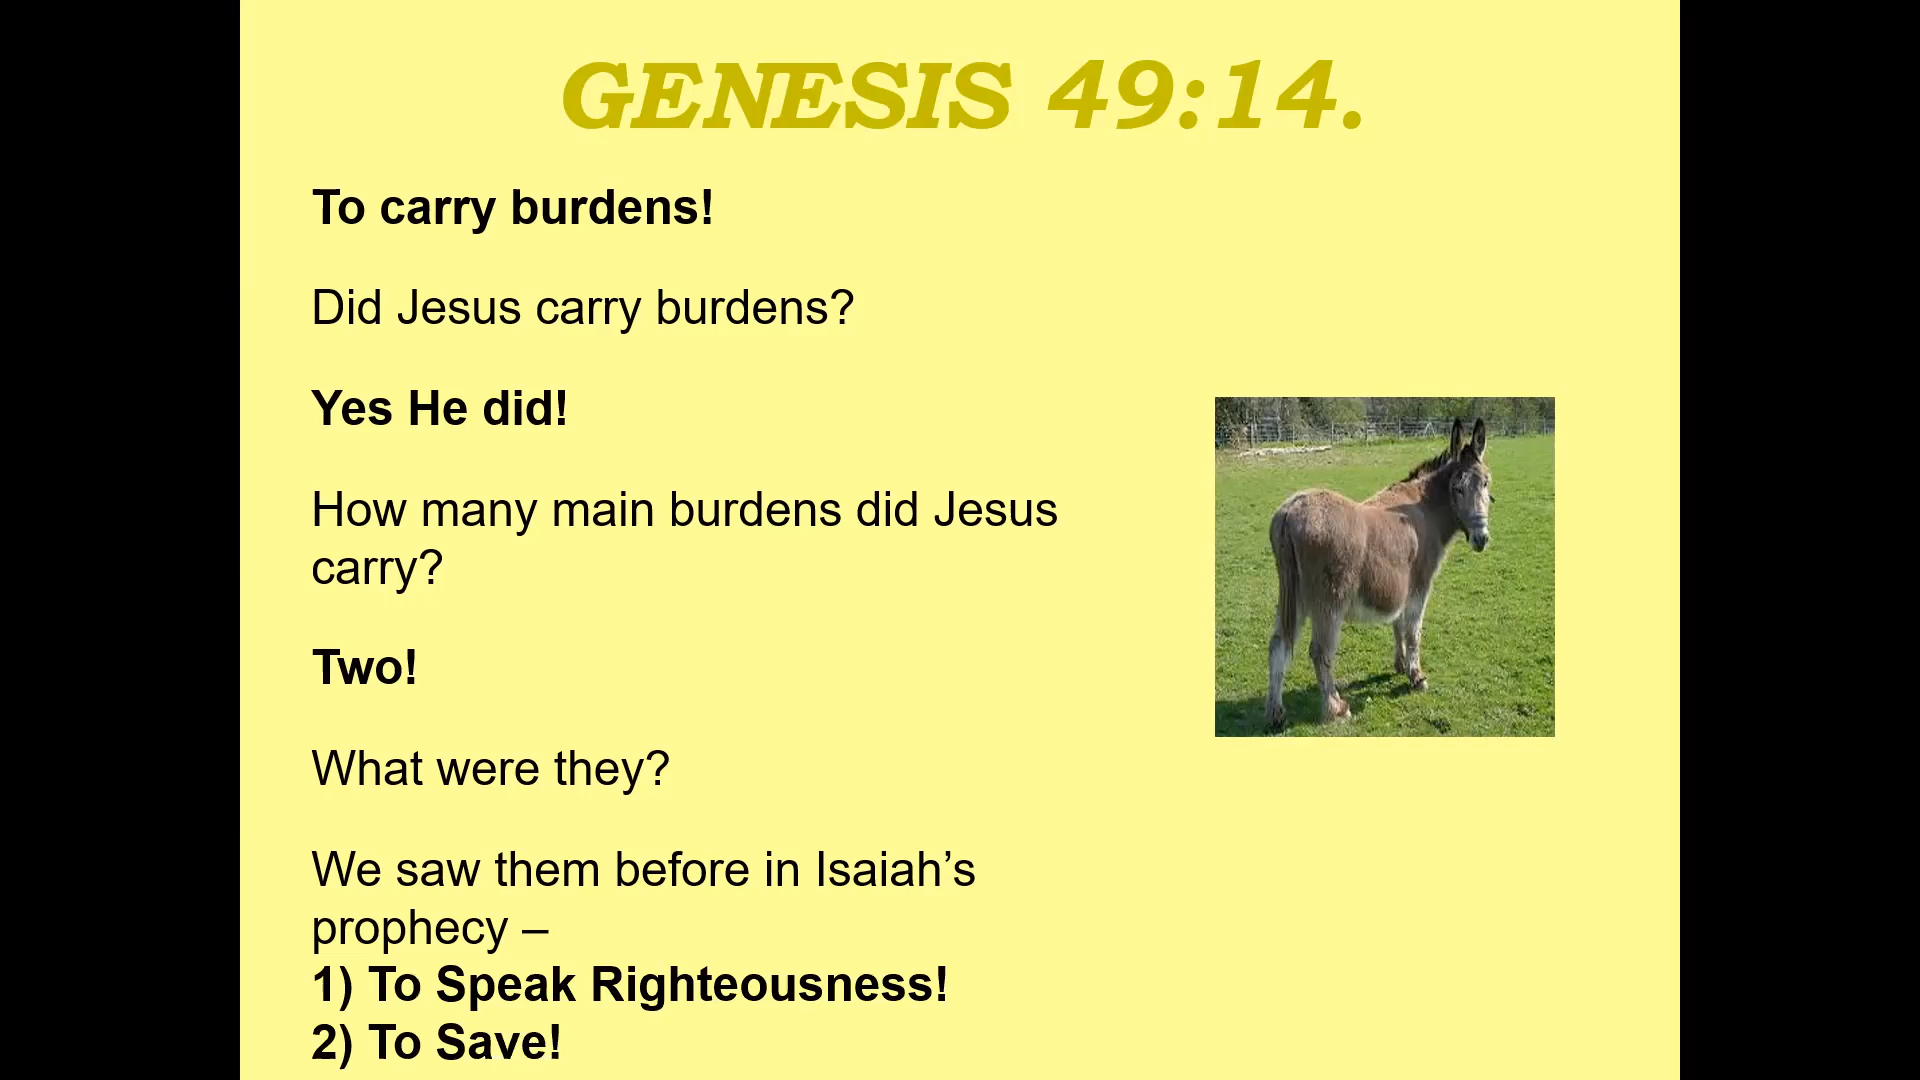 GENESIS 49:14.
To carry burdens!
Did Jesus carry burdens?
Yes He did!
How many main burdens did Jesus
carry?
Two!
What were they?
We saw them before in Isaiah’s
prophecy –
1) To Speak Righteousness!
2) To Save!